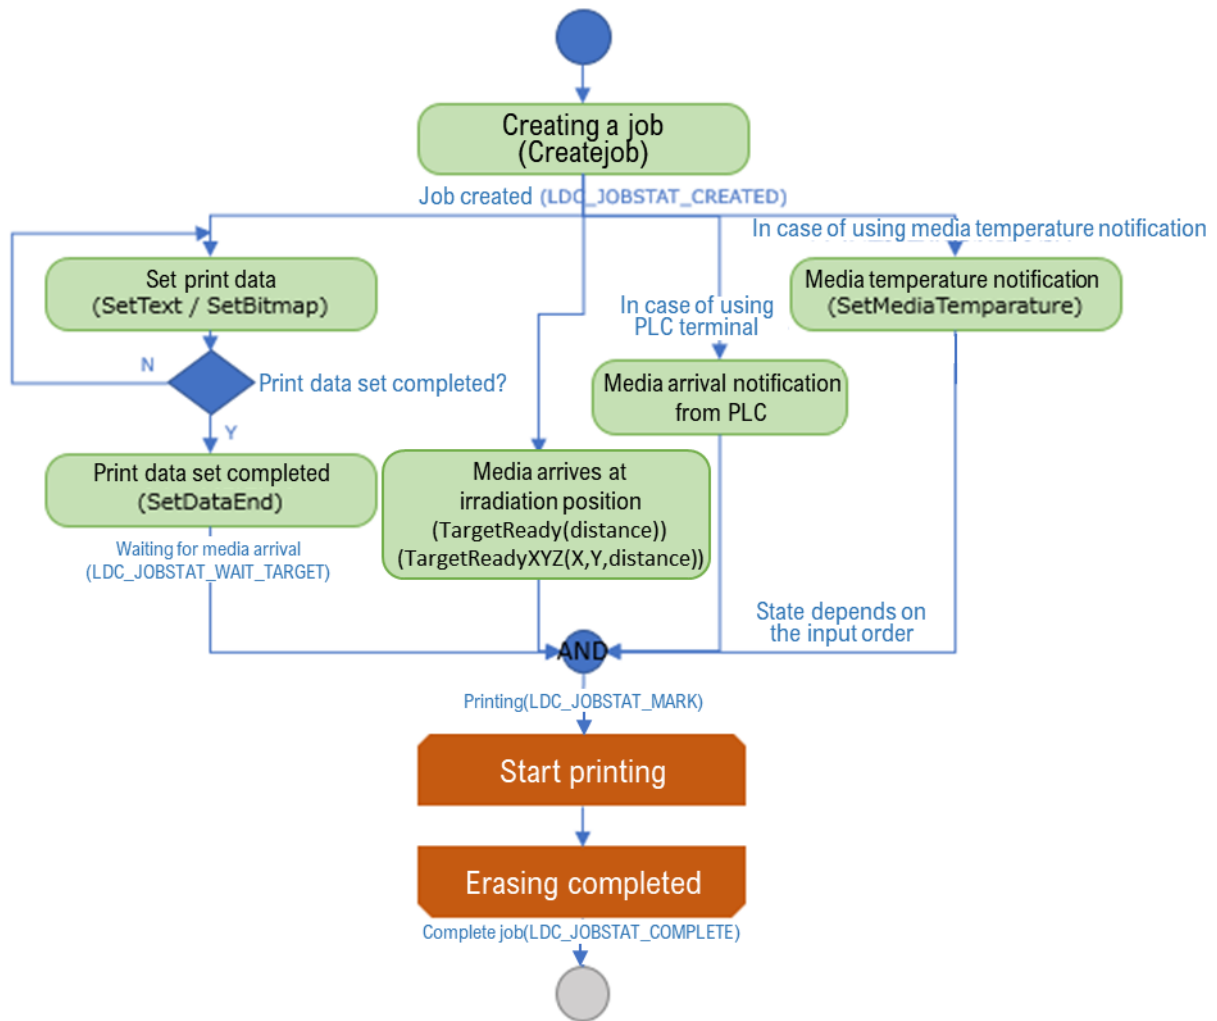 Creating a job
(Createjob)
Job created (LDC_JOBSTAT_CREATED)
In case of using media temperature notification
Set print data
(SetText / SetBitmap)
Media temperature notification
(SetMediaTemparature)
In case of using
PLC terminal
N
Print data set completed?
Media arrival notification
from PLC
Y
Print data set completed
(SetDataEnd)
Media arrives at
irradiation position
(TargetReady(distance))
(TargetReadyXYZ(X,Y,distance))
Waiting for media arrival
(LDC_JOBSTAT_WAIT_TARGET)
State depends on
the input order
AND
Printing(LDC_JOBSTAT_MARK)
Start printing
Erasing completed
Complete job(LDC_JOBSTAT_COMPLETE)